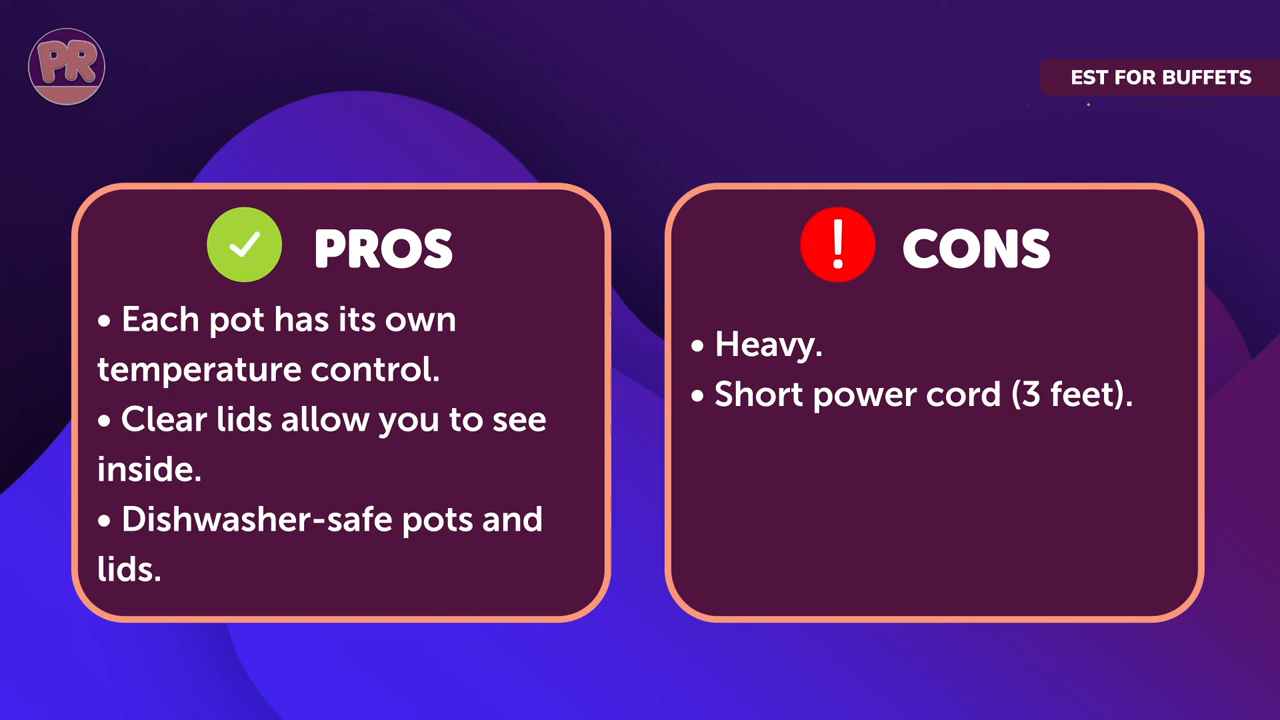 PR
EST FOR BUFFETS
PROS
• Each pot has its own
temperature control.
• Clear lids allow you to see
inside.
• Dishwasher-safe pots and
lids.
CONS
• Heavy.
• Short power cord (3 feet).